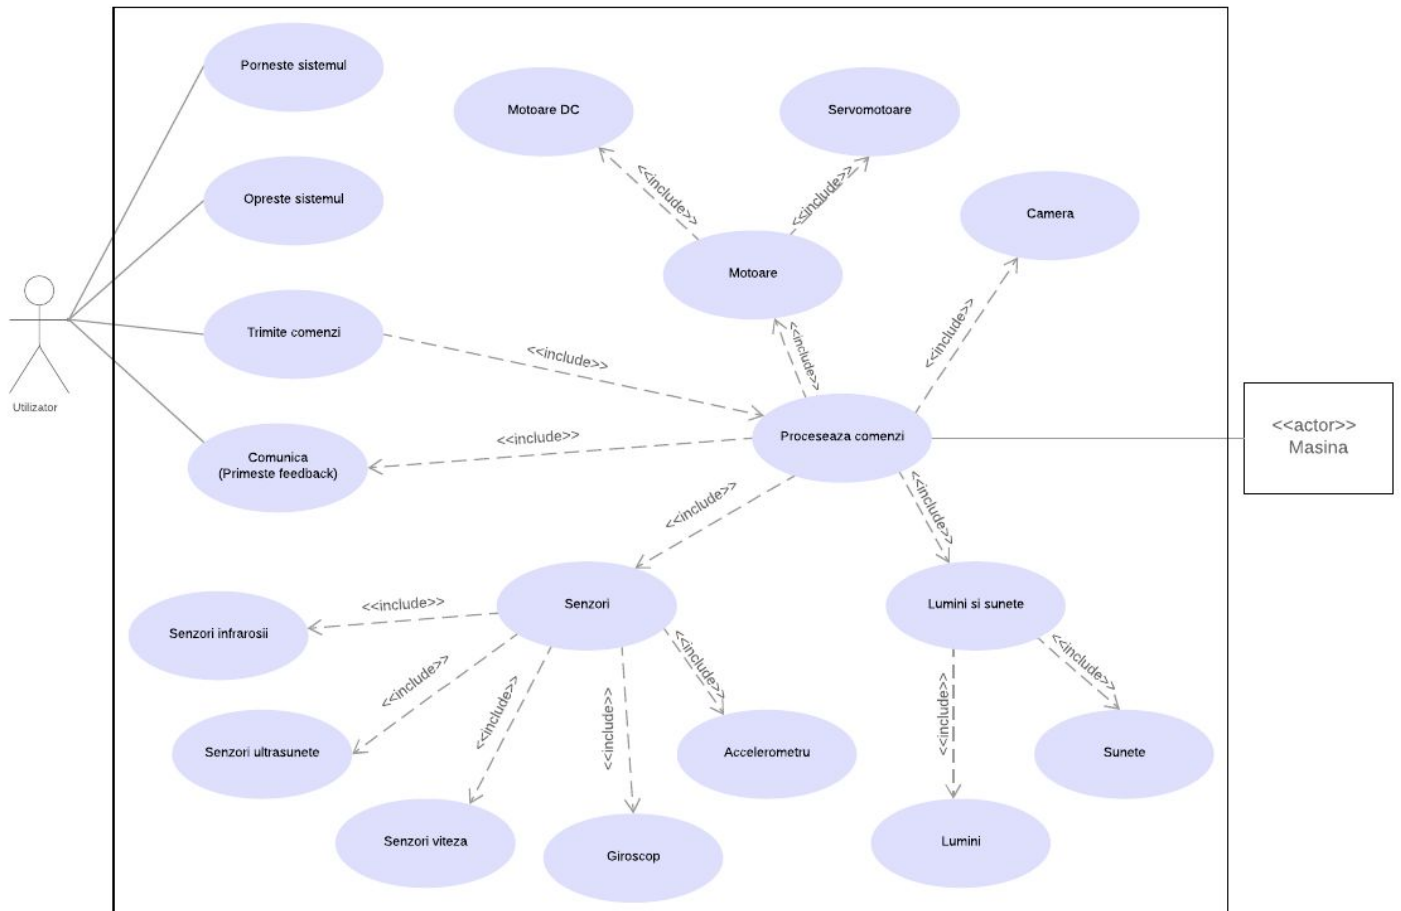 Porneste sistemul
Motoare DC
Servomotoare
<<include>>
<<include>>
Opreste sistemul
Camera
Motoare
<<include>>
<<include>>
Trimite comenzi
<<include>>
Utilizator
<<actor>>
Masina
Proceseaza comenzi
<<include>>
Comunica
(Primeste feedback)
<<include>>
<<include>>
Senzori
Lumini si sunete
<<include>>
Senzori infrarosii
<<include>>
<<include>>
<<include>>
<<include>>
<<include>>
<<include>>
Senzori ultrasunete
Accelerometru
Sunete
Senzori viteza
Giroscop
Lumini